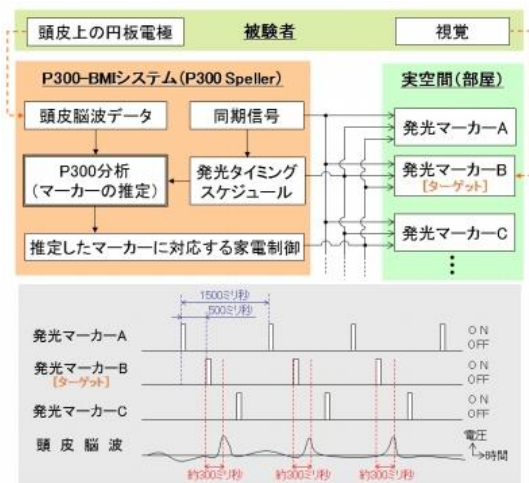 頭皮上の円板電極
被験者
視覚
P300-BMIシステム(P300 Speller)
頭皮脳波データ
同期信号
P300分析
(マーカーの推定)
発光タイミング
スケジュール
推定したマーカーに対応する家電制御
実空間(部屋)
発光マーカーA
発光マーカーB
[ターゲット]
発光マーカーC
1500ミリ秒
500ミリ秒
発光マーカーA
ON
OFF
発光マーカーB
[ターゲット]
ON
OFF
発光マーカーC
ON
OFF
頭皮脳波
電圧
時間
約300ミリ秒
約300ミリ秒
約300ミリ秒